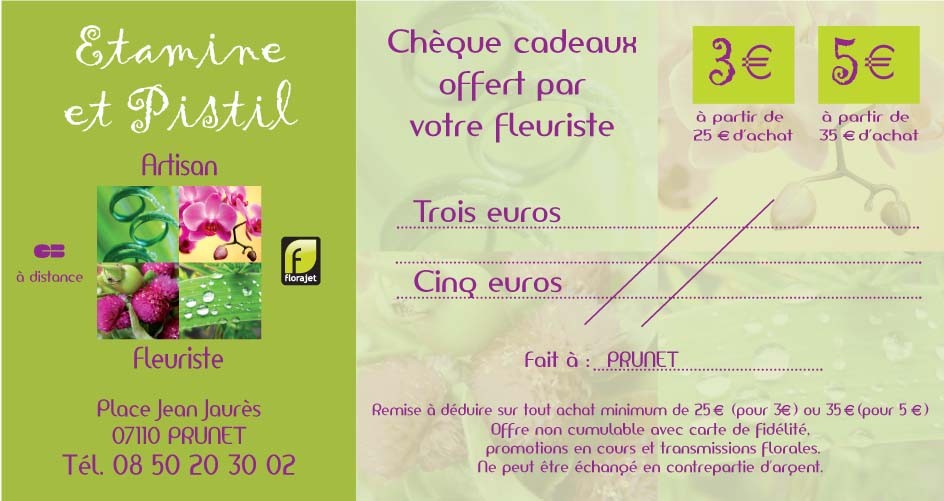 Etamine
et Pistil
Artisan
CB
à distance
f
florajet
Fleuriste
Place Jean Jaurès
07110 PRUNET
Tél. 08 50 20 30 02
Chèque cadeaux
offert par
votre fleuriste
3€
à partir de
25 € d'achat
5€
à partir de
35 € d'achat
Trois euros
Cinq euros
Fait à : PRUNET
Remise à déduire sur tout achat minimum de 25€ (pour 3€) ou 35€(pour 5 €)
Offre non cumulable avec carte de fidélité,
promotions en cours et transmissions florales.
Ne peut être échangé en contrepartie d'argent.